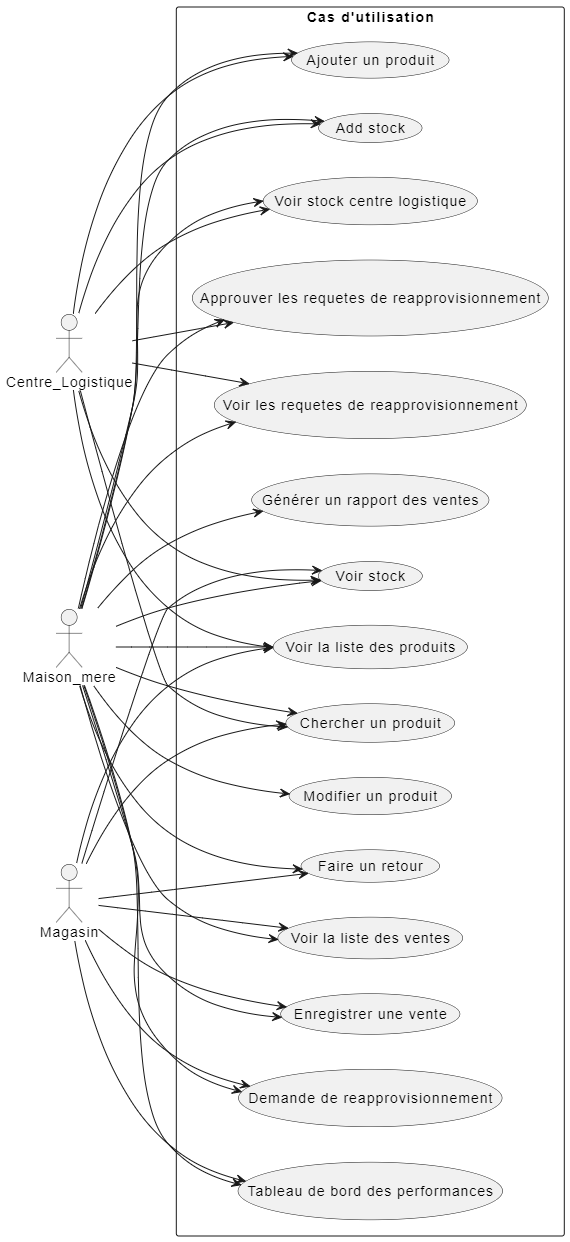 Cas d'utilisation
Ajouter un produit
Add stock
Voir stock centre logistique
Approuver les requetes de reapprovisionnement
Centre_Logistique
Voir les requetes de reapprovisionnement
Générer un rapport des ventes
Voir stock
Voir la liste des produits
Maison_mere
Chercher un produit
Modifier un produit
Faire un retour
Magasin
Voir la liste des ventes
Enregistrer une vente
Demande de reapprovisionnement
Tableau de bord des performances